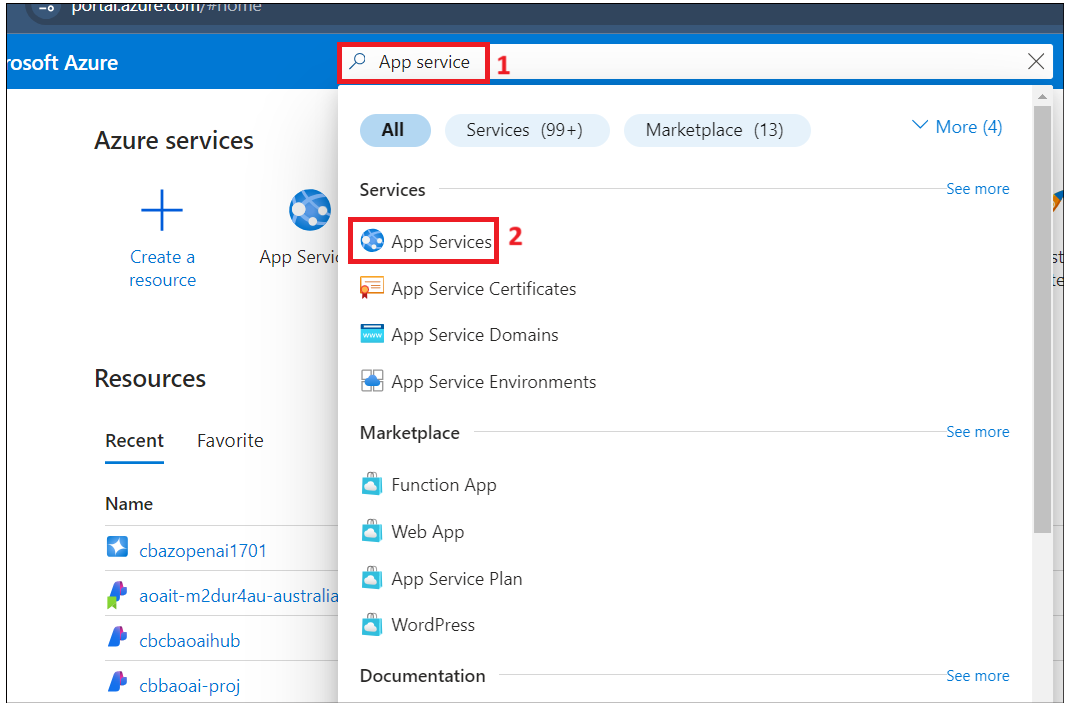 portal.azure.com/#home
rosoft Azure
App service
1
All
Services (99+)
Marketplace (13)
More (4)
Azure services
Create a
resource
App Servic
Services
See more
App Services
2
App Service Certificates
App Service Domains
App Service Environments
Marketplace
See more
Function App
Web App
App Service Plan
WordPress
Documentation
See more
Resources
Recent
Favorite
Name
cbazopenai1701
aoait-m2dur4au-australia
cbcbaoaihub
cbbaoai-proj